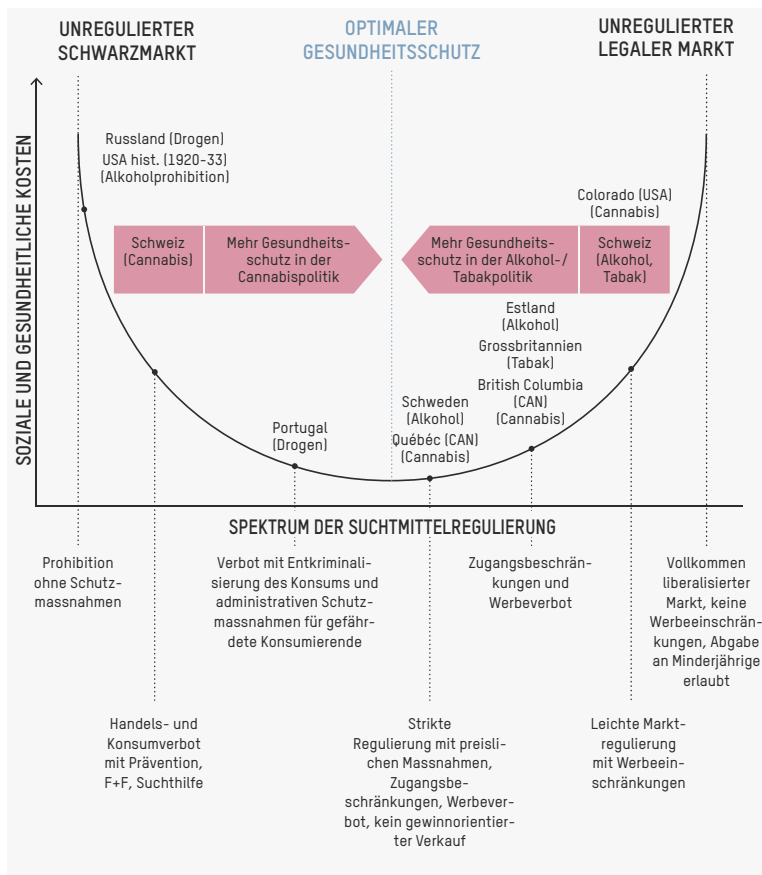 UNREGULIERTER
SCHWARZMARKT
OPTIMALER
GESUNDHEITSSCHUTZ
UNREGULIERTER
LEGALER MARKT
SOZIALE UND GESUNDHEITLICHE KOSTEN
Russland (Drogen)
USA hist. (1920-33)
(Alkoholprohibition)
Colorado (USA)
(Cannabis)
Schweiz
(Cannabis)
Mehr Gesundheits-
schutz in der
Cannabispolitik
Mehr Gesundheits-
schutz in der Alkohol-/
Tabakpolitik
Schweiz
(Alkohol,
Tabak)
Estland
(Alkohol)
Grossbritannien
(Tabak)
British Columbia
(CAN)
(Cannabis)
Schweden
(Alkohol)
Québéc (CAN)
(Cannabis)
Portugal
(Drogen)
SPEKTRUM DER SUCHTMITTELREGULIERUNG
Prohibition
ohne Schutz-
massnahmen
Verbot mit Entkriminali-
sierung des Konsums und
administrativen Schutz-
massnahmen für gefähr-
dete Konsumierende
Zugangsbeschrän-
kungen und
Werbeverbot
Vollkommen
liberalisierter
Markt, keine
Werbeeinschrän-
kungen, Abgabe
an Minderjährige
erlaubt
Handels- und
Konsumverbot
mit Prävention,
F+F, Suchthilfe
Strikte
Regulierung mit preisli-
chen Massnahmen,
Zugangsbe-
schränkungen, Werbever-
bot, kein gewinnorientier-
ter Verkauf
Leichte Markt-
regulierung
mit Werbeein-
schränkungen